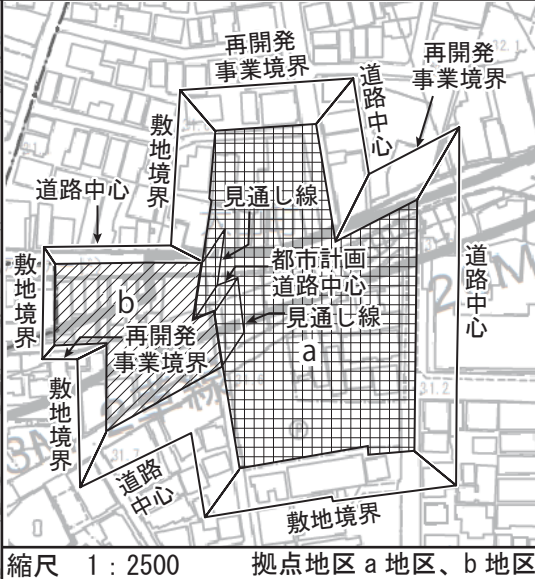 再開発
事業境界
道路中心
再開発
事業境界
敷地境界
道路中心
見通し線
都市計画
道路中心
見通し線
道路中心
敷地境界
b
再開発
事業境界
a
敷地境界
31.2
道路
中心
敷地境界
縮尺 1:2500 拠点地区a地区、b地区